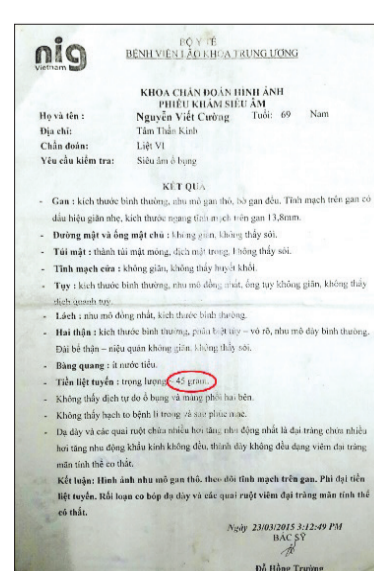 nig
Vietnam
BỘ Y TẾ
BỆNH VIỆN LÃO KHOA TRUNG ƯƠNG
KHOA CHẨN ĐOÁN HÌNH ẢNH
PHIẾU KHÁM SIÊU ÂM
Họ và tên : Nguyễn Viết Cường Tuổi: 69 Nam
Địa chỉ: Tâm Thần Kinh
Chẩn đoán: Liệt VI
Yêu cầu kiểm tra: Siêu âm ổ bụng
KẾT QUẢ
- Gan : kích thước bình thường, nhu mô gan thô, bờ gan đều. Tĩnh mạch trên gan có
dấu hiệu giãn nhẹ, kích thước ngang tĩnh mạch trên gan 13,8mm.
- Đường mật và ống mật chủ : không giãn, không thấy sỏi.
- Túi mật : thành túi mật mỏng, dịch mật trong, không thấy sỏi.
- Tĩnh mạch cửa : không giãn, không thấy huyết khối.
- Tụy : kích thước bình thường, nhu mô đồng nhất, ống tụy không giãn, không thấy
dịch quanh tụy.
- Lách : nhu mô đồng nhất, kích thước bình thường.
- Hai thận : kích thước bình thường, phân biệt tủy – vỏ rõ, nhu mô dày bình thường.
Đài bể thận – niệu quản không giãn, không thấy sỏi.
- Bàng quang : ít nước tiểu.
- Tiền liệt tuyến : trọng lượng ~ 45 gram.
- Không thấy dịch tự do ổ bụng và màng phổi hai bên.
- Không thấy hạch to bệnh lí trong và sau phúc mạc.
- Dạ dày và các quai ruột chứa nhiều hơi tăng nhu động nhất là đại tràng chứa nhiều
hơi tăng nhu động khẩu kính không đều, thành dày không đều dạng viêm đại tràng
mãn tính thể co thắt.
Kết luận: Hình ảnh nhu mô gan thô, theo dõi tĩnh mạch trên gan. Phì đại tiền
liệt tuyến. Rối loạn co bóp dạ dày và các quai ruột viêm đại tràng mãn tính thể
có thắt.
Ngày 23/03/2015 3:12:49 PM
BÁC SỸ
Đỗ Hồng Trường